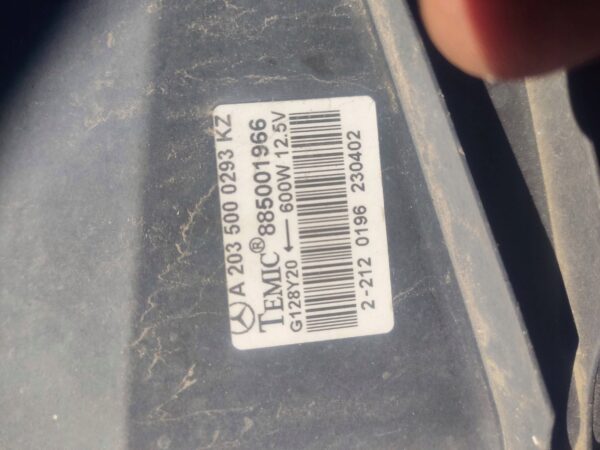 A 203 500 0293 KZ
TEMIC® 885001966
G128Y20 ← 600W 12.5V
2-212 0196 230402